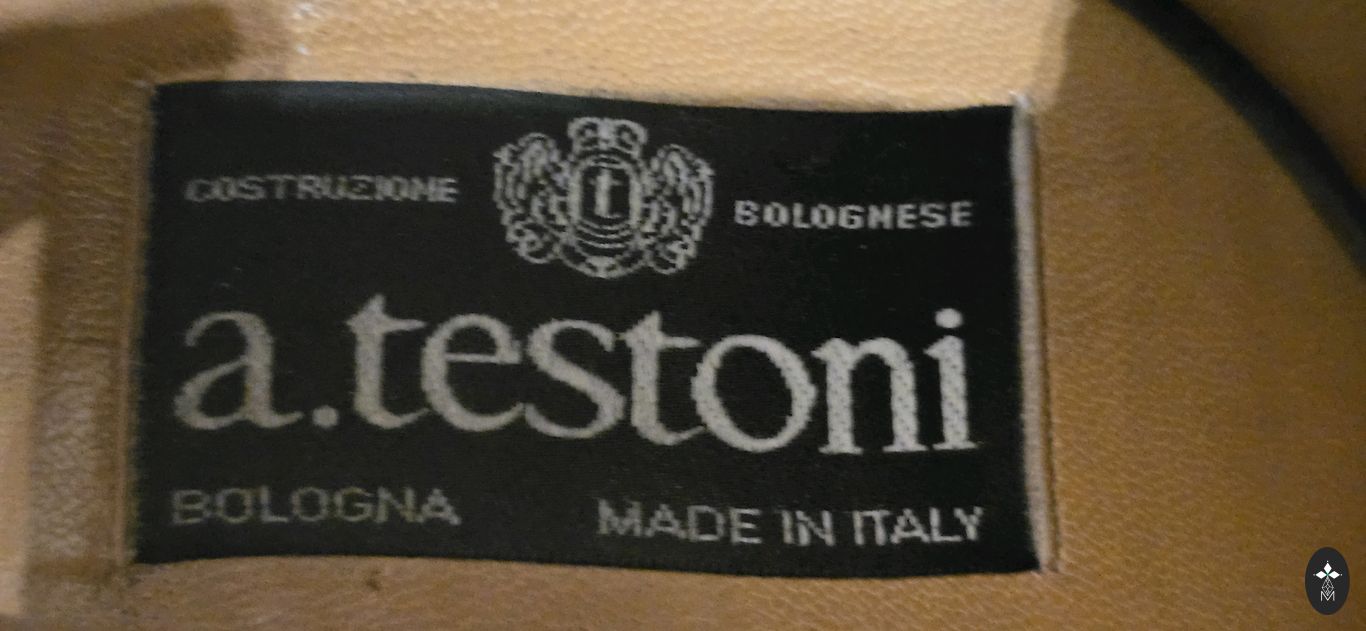 COSTRUZIONE t BOLOGNESE
a.testoni
BOLOGNA MADE IN ITALY
M